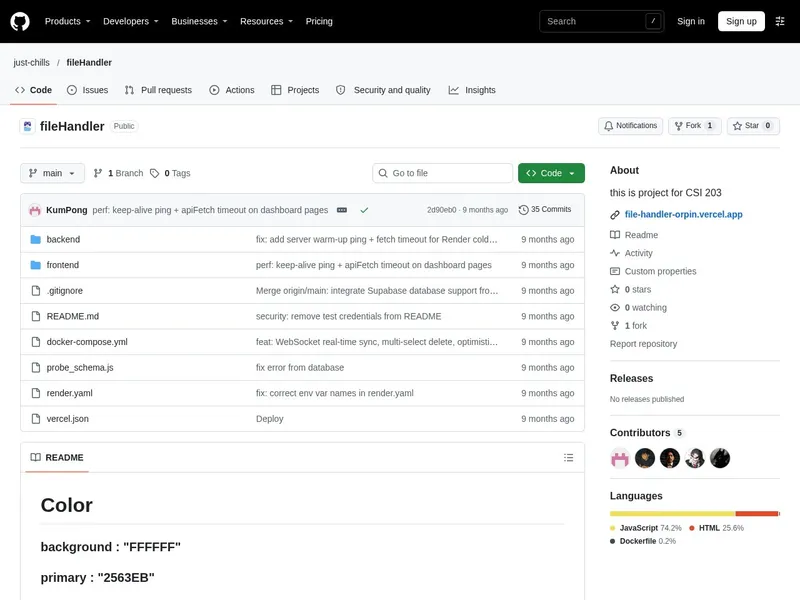 Products Developers Businesses Resources Pricing Search / Sign in Sign up
just-chills / fileHandler
Code Issues Pull requests Actions Projects Security and quality Insights
fileHandler Public Notifications Fork 1 Star 0
main 1 Branch 0 Tags Go to file Code
KumPong perf: keep-alive ping + apiFetch timeout on dashboard pages 2d90eb0 · 9 months ago 35 Commits
backend fix: add server warm-up ping + fetch timeout for Render cold… 9 months ago
frontend perf: keep-alive ping + apiFetch timeout on dashboard pages 9 months ago
.gitignore Merge origin/main: integrate Supabase database support fro… 9 months ago
README.md security: remove test credentials from README 9 months ago
docker-compose.yml feat: WebSocket real-time sync, multi-select delete, optimisti… 9 months ago
probe_schema.js fix error from database 9 months ago
render.yaml fix: correct env var names in render.yaml 9 months ago
vercel.json Deploy 9 months ago
README
Color
background : "FFFFFF"
primary : "2563EB"
About
this is project for CSI 203
file-handler-orpin.vercel.app
Readme
Activity
Custom properties
0 stars
0 watching
1 fork
Report repository
Releases
No releases published
Contributors 5
Languages
JavaScript 74.2% HTML 25.6%
Dockerfile 0.2%